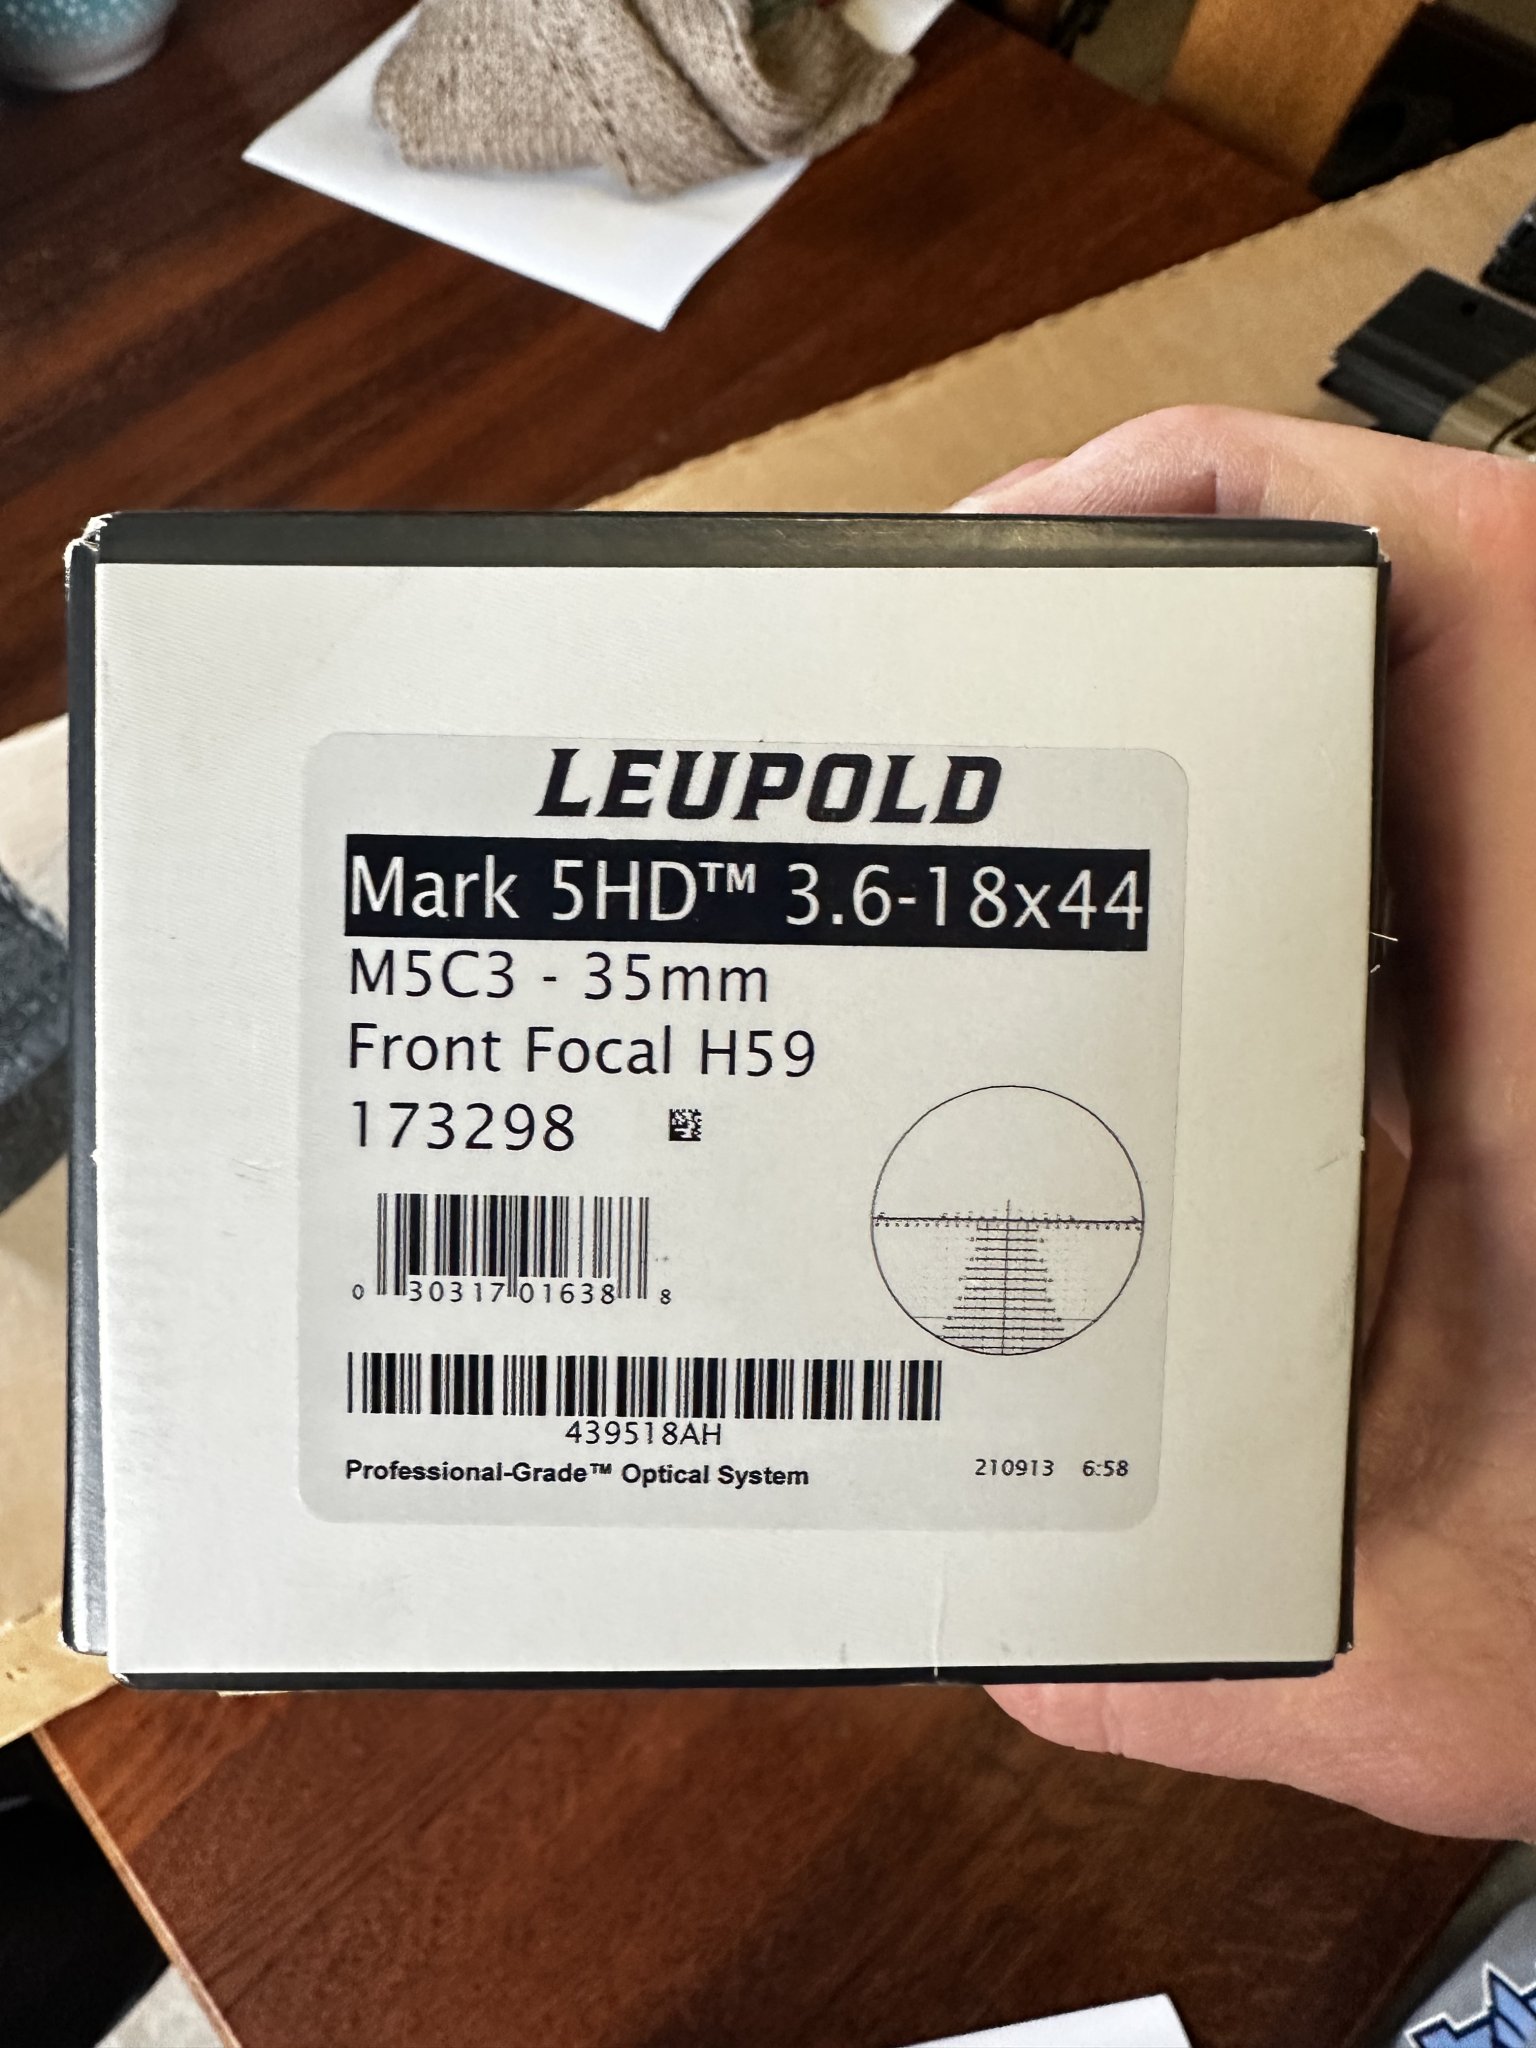 LEUPOLD
Mark 5HD™ 3.6-18x44
M5C3 - 35mm
Front Focal H59
173298
0 30317 01638 8
439518AH
Professional-Grade™ Optical System 210913 6:58